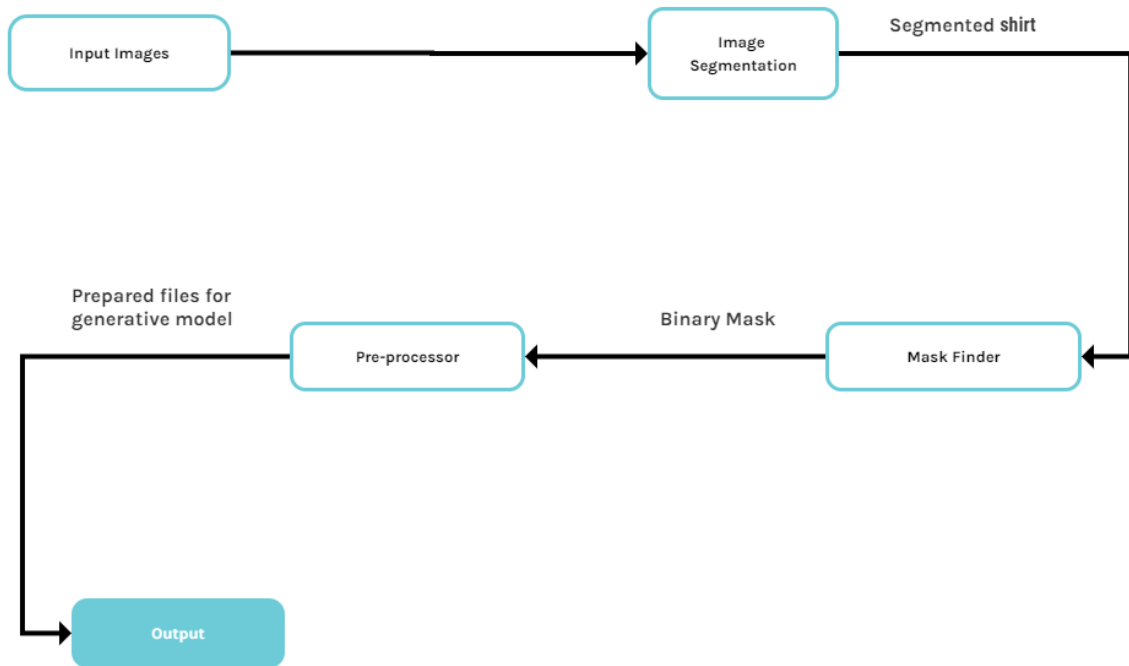 Input Images
Image
Segmentation
Segmented shirt
Prepared files for
generative model
Pre-processor
Binary Mask
Mask Finder
Output